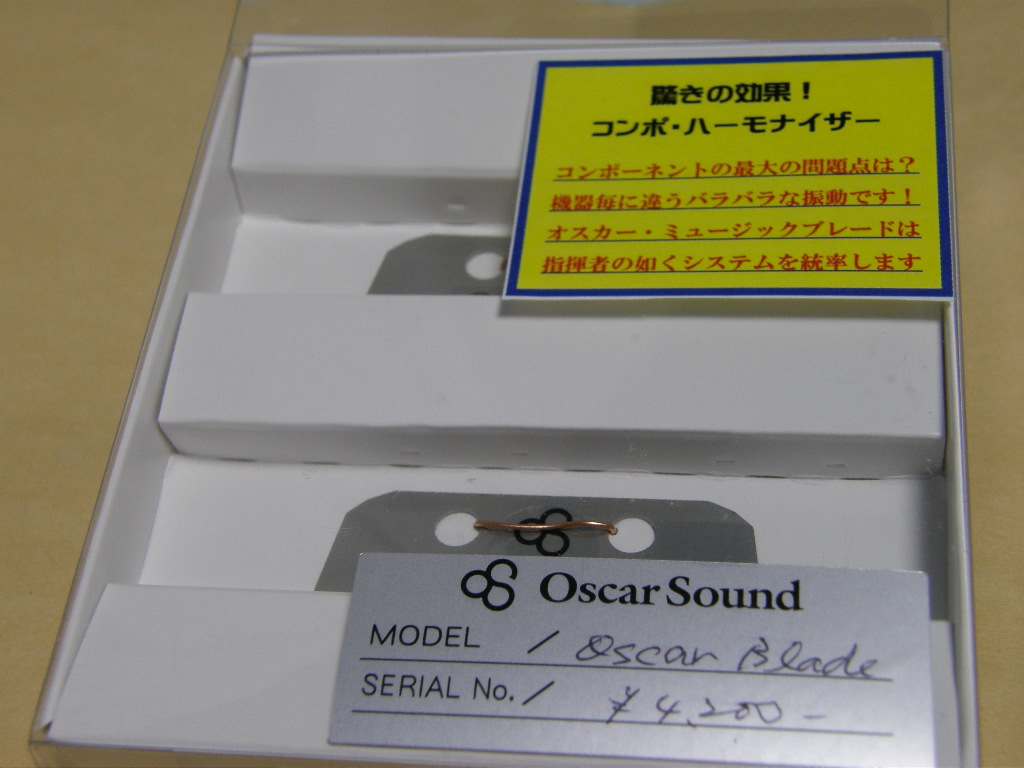 驚きの効果！
コンポ・ハーモナイザー
コンポーネントの最大の問題点は？
機器毎に違うバラバラな振動です！
オスカー・ミュージックブレードは
指揮者の如くシステムを統率します
Oscar Sound
MODEL / Oscar Blade
SERIAL No. / ¥4,200-